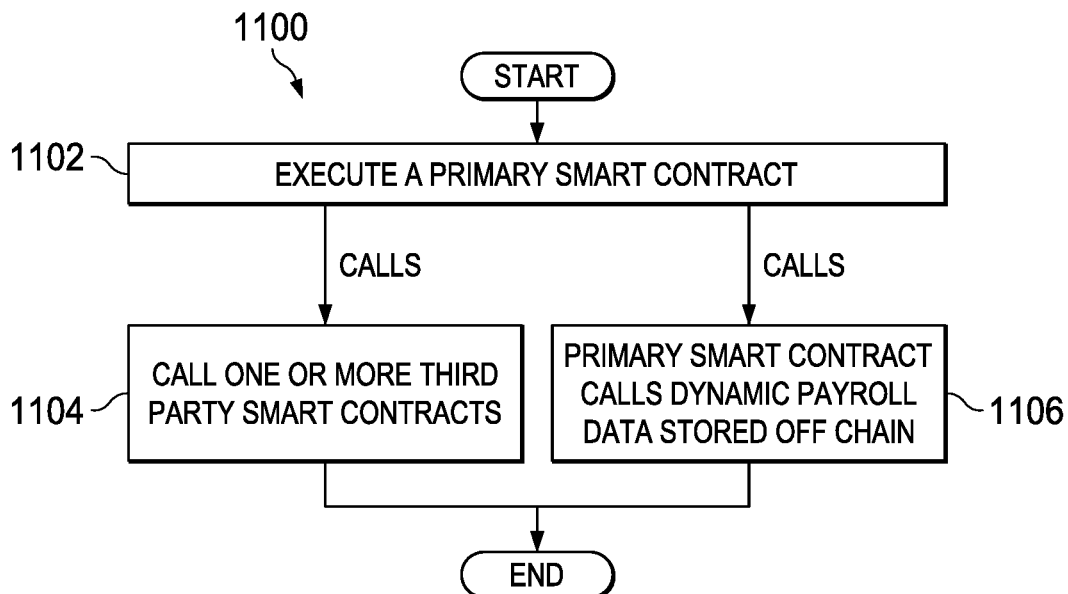 1100
START
1102
EXECUTE A PRIMARY SMART CONTRACT
CALLS
CALLS
1104
CALL ONE OR MORE THIRD
PARTY SMART CONTRACTS
PRIMARY SMART CONTRACT
CALLS DYNAMIC PAYROLL
DATA STORED OFF CHAIN
1106
END